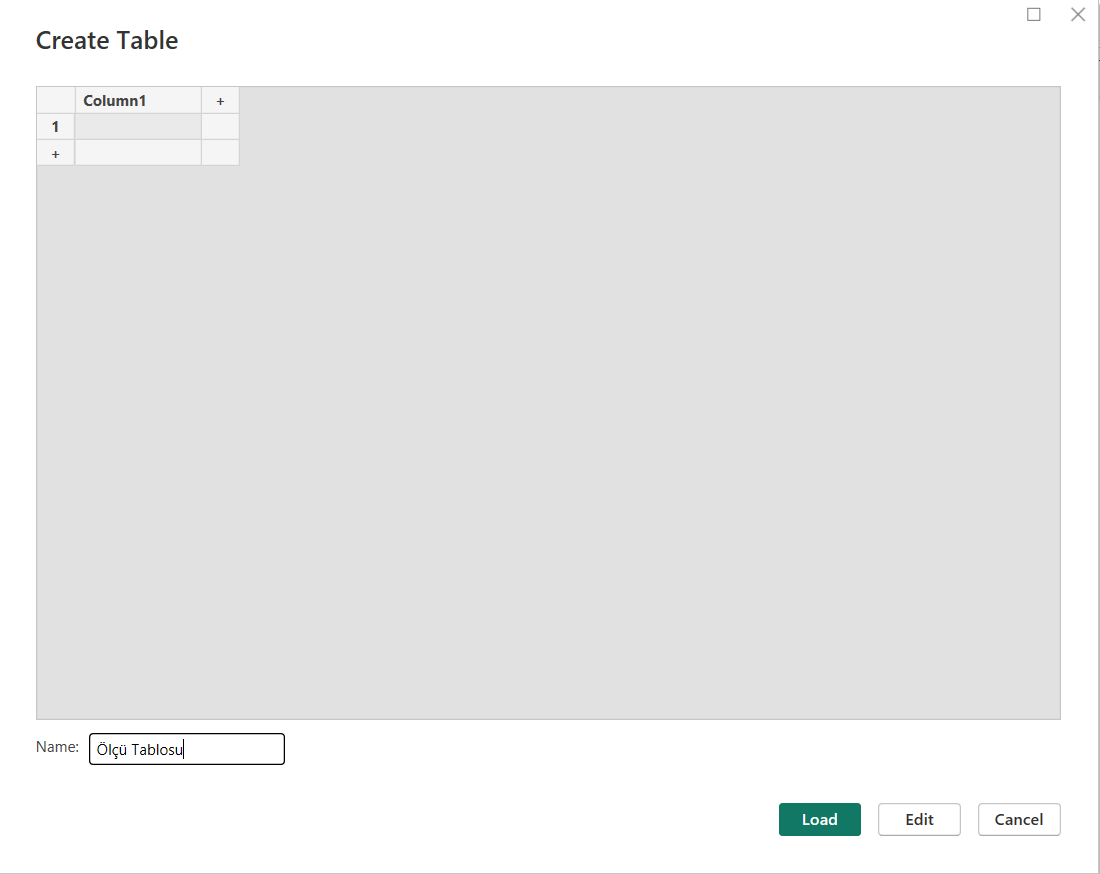 Create Table
Column1 +
1
+
Name: Ölçü Tablosu
Load Edit Cancel